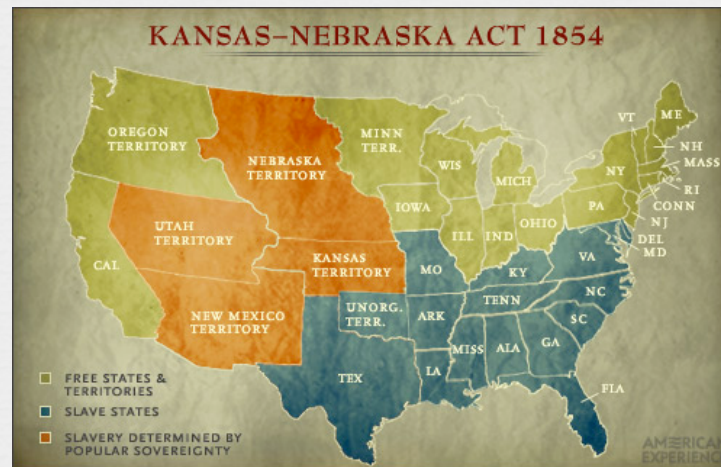 KANSAS–NEBRASKA ACT 1854
OREGON
TERRITORY
MINN
TERR.
NEBRASKA
TERRITORY
WIS
MICH
IOWA
ILL
IND
OHIO
PA
NY
VT
ME
NH
MASS
RI
CONN
NJ
DEL
MD
UTAH
TERRITORY
CAL
KANSAS
TERRITORY
NEW MEXICO
TERRITORY
UNORG.
TERR.
MO
KY
VA
TENN
NC
ARK
SC
MISS
ALA
GA
LA
TEX
FLA
FREE STATES &
TERRITORIES
SLAVE STATES
SLAVERY DETERMINED BY
POPULAR SOVEREIGNTY
AMERICAN
EXPERIENCE